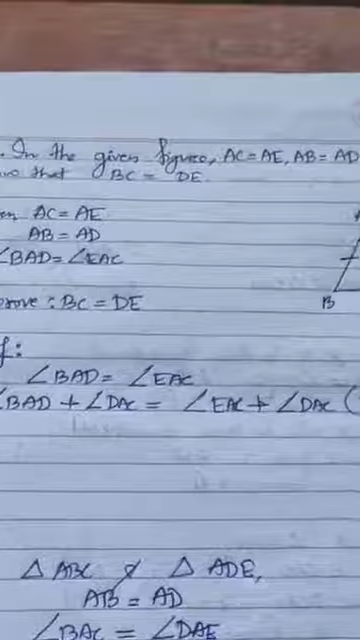 . In the given figure, AC = AE, AB = AD
that BC = DE.
AC = AE
AB = AD
∠BAD = ∠EAC
prove : BC = DE
B
f:
∠BAD = ∠EAC
∠BAD + ∠DAC = ∠EAC + ∠DAC (
△ ABC & △ ADE,
AB = AD
∠BAC = ∠DAE